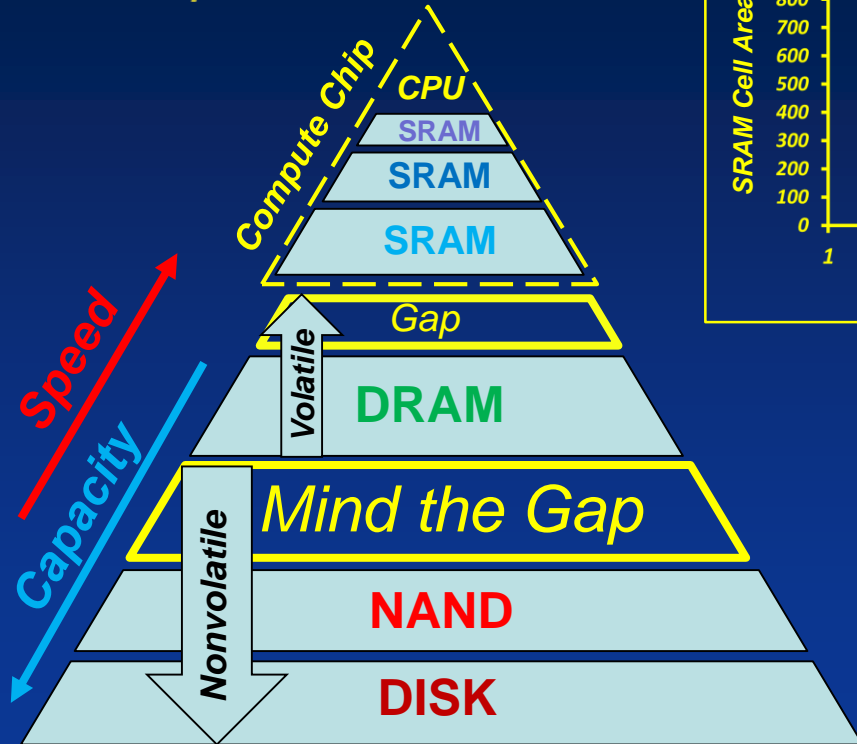 Compute Chip
CPU
SRAM
SRAM
SRAM
Gap
Volatile
DRAM
Mind the Gap
Nonvolatile
NAND
DISK
Speed
Capacity
SRAM Cell Area
800
700
600
500
400
300
200
100
0
1